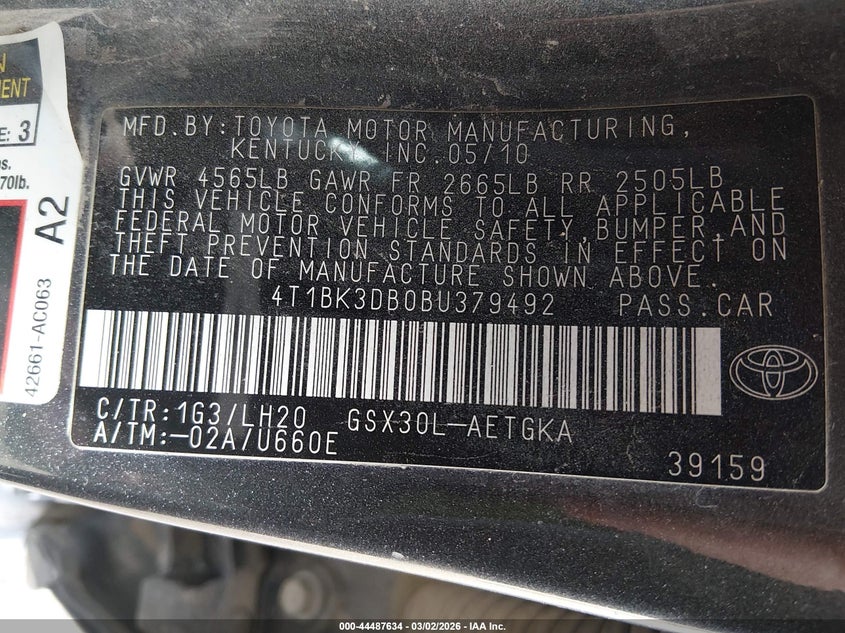 N
MENT
E: 3
s.
70lb.
A2
42661-AC063
MFD.BY:TOYOTA MOTOR MANUFACTURING,
KENTUCKY, INC.05/10
GVWR 4565LB GAWR FR 2665LB RR 2505LB
THIS VEHICLE CONFORMS TO ALL APPLICABLE
FEDERAL MOTOR VEHICLE SAFETY,BUMPER,AND
THEFT PREVENTION STANDARDS IN EFFECT ON
THE DATE OF MANUFACTURE SHOWN ABOVE.
4T1BK3DB0BU379492 PASS.CAR
C/TR:1G3/LH20 GSX30L-AETGKA
A/TM:-02A/U660E
39159
000-44487634 - 03/02/2026 - IAA Inc.